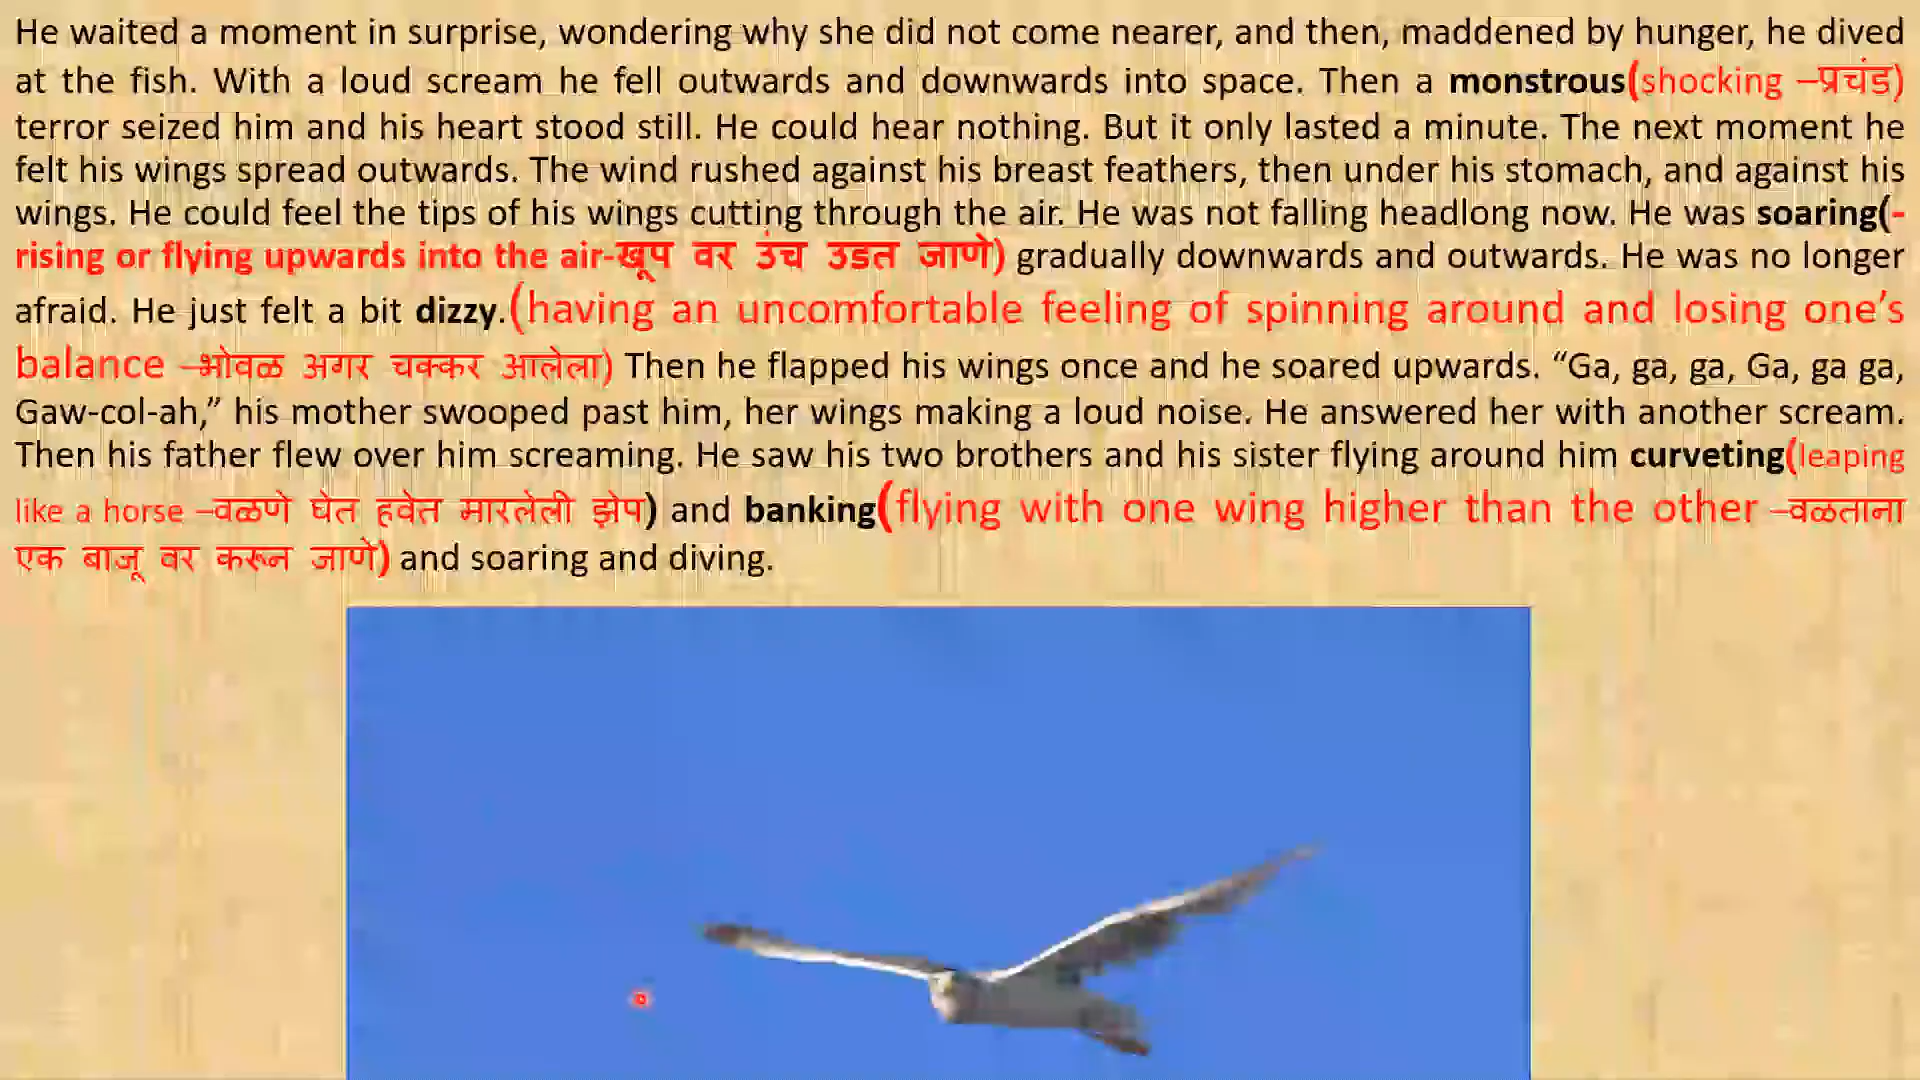 He waited a moment in surprise, wondering why she did not come nearer, and then, maddened by hunger, he dived
at the fish. With a loud scream he fell outwards and downwards into space. Then a monstrous(shocking –प्रचंड)
terror seized him and his heart stood still. He could hear nothing. But it only lasted a minute. The next moment he
felt his wings spread outwards. The wind rushed against his breast feathers, then under his stomach, and against his
wings. He could feel the tips of his wings cutting through the air. He was not falling headlong now. He was soaring(-
rising or flying upwards into the air-खूप वर उंच उडत जाणे) gradually downwards and outwards. He was no longer
afraid. He just felt a bit dizzy.(having an uncomfortable feeling of spinning around and losing one’s
balance –भोवळ अगर चक्कर आलेला) Then he flapped his wings once and he soared upwards. “Ga, ga, ga, Ga, ga ga,
Gaw-col-ah,” his mother swooped past him, her wings making a loud noise. He answered her with another scream.
Then his father flew over him screaming. He saw his two brothers and his sister flying around him curveting(leaping
like a horse –वळणे घेत हवेत मारलेली झेप) and banking(flying with one wing higher than the other –वळताना
एक बाजू वर करून जाणे) and soaring and diving.